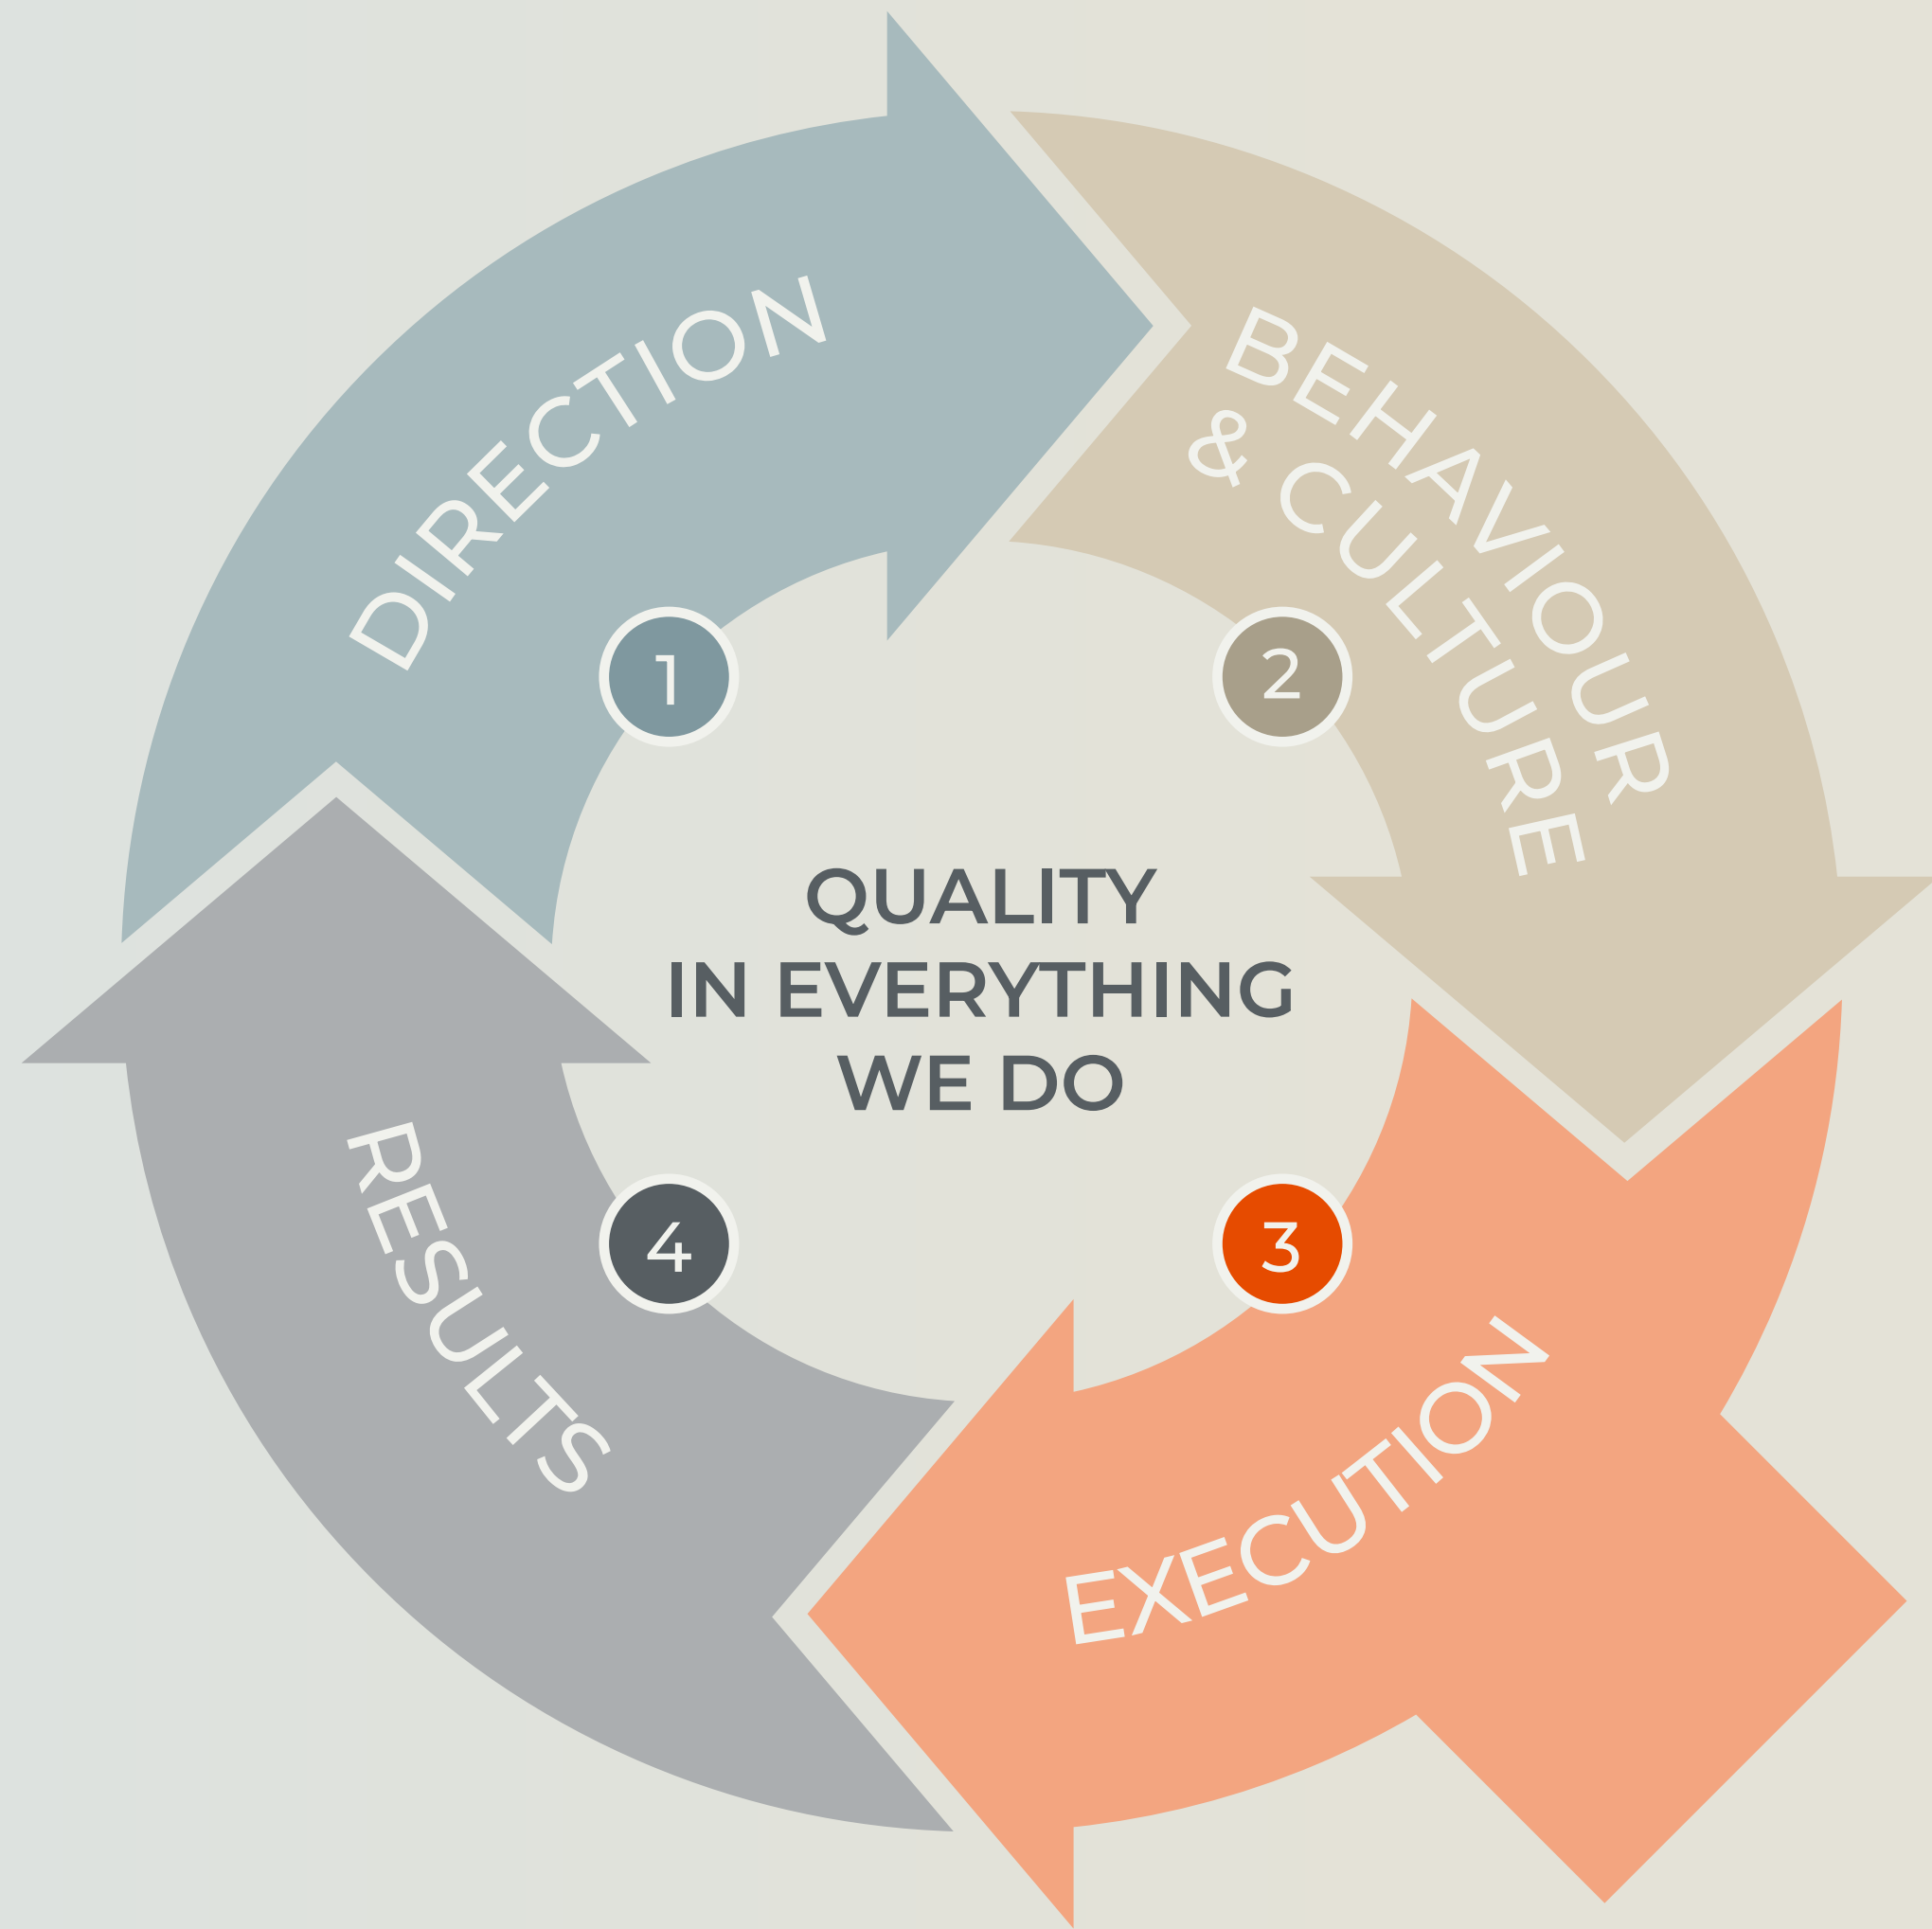 DIRECTION
1
BEHAVIOUR
& CULTURE
2
QUALITY
IN EVERYTHING
WE DO
3
EXECUTION
4
RESULTS